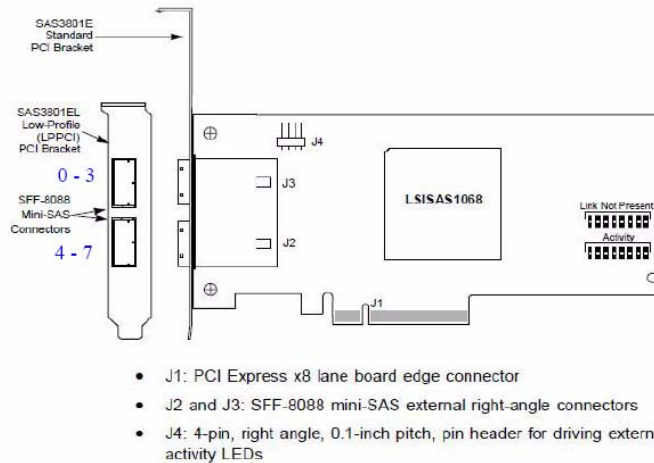 SAS3801E
Standard
PCI Bracket
SAS3801EL
Low-Profile
(LPPCI)
PCI Bracket
0 - 3
SFF-8088
Mini-SAS
Connectors
4 - 7
J4
J3
J2
LSISAS1068
Link Not Present
Activity
J1
• J1: PCI Express x8 lane board edge connector
• J2 and J3: SFF-8088 mini-SAS external right-angle connectors
• J4: 4-pin, right angle, 0.1-inch pitch, pin header for driving extern
activity LEDs